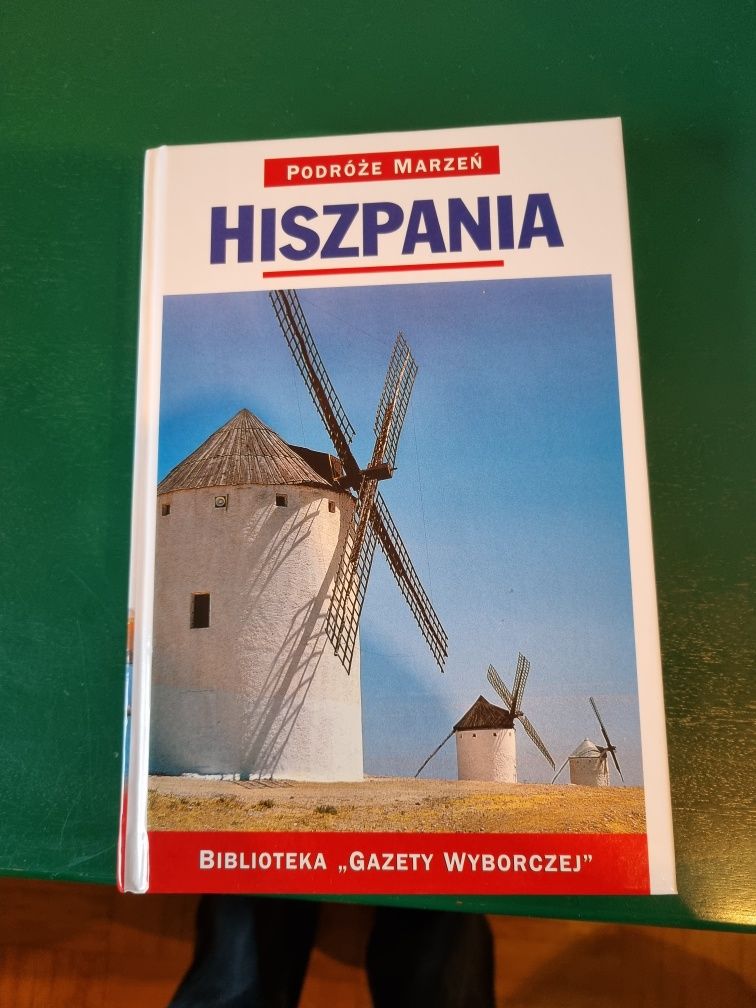 PODRÓŻE MARZEŃ
HISZPANIA
BIBLIOTEKA „GAZETY WYBORCZEJ”